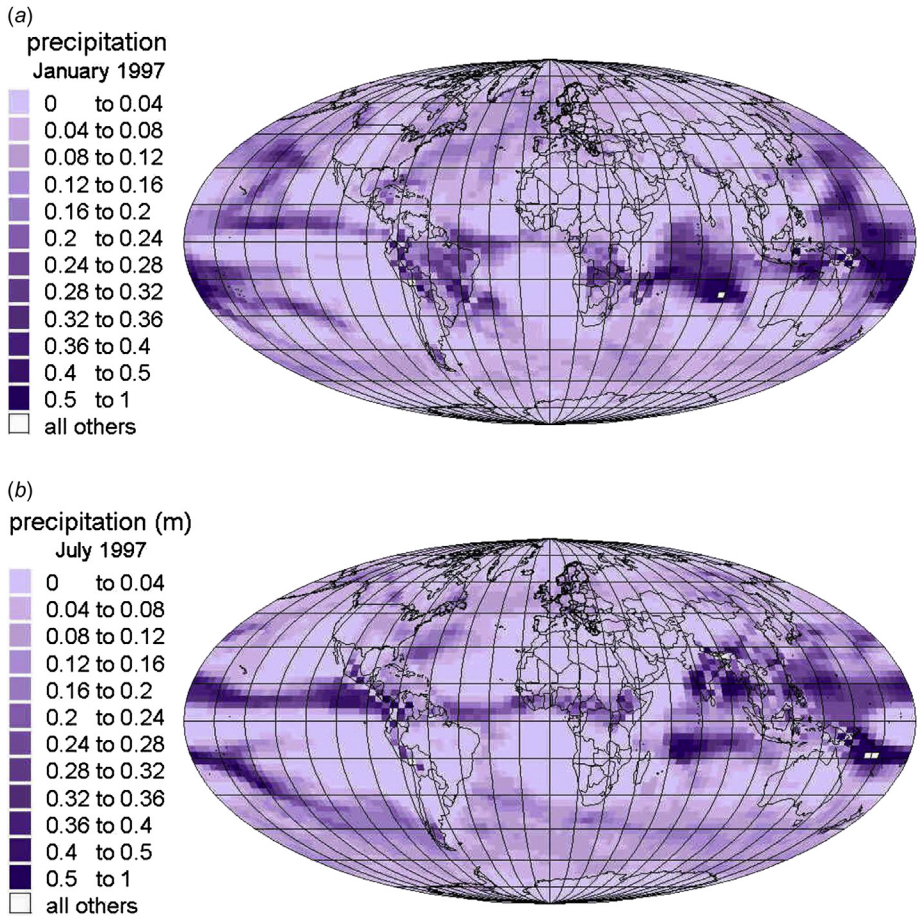 (a)
precipitation
January 1997
0 to 0.04
0.04 to 0.08
0.08 to 0.12
0.12 to 0.16
0.16 to 0.2
0.2 to 0.24
0.24 to 0.28
0.28 to 0.32
0.32 to 0.36
0.36 to 0.4
0.4 to 0.5
0.5 to 1
all others
(b)
precipitation (m)
July 1997
0 to 0.04
0.04 to 0.08
0.08 to 0.12
0.12 to 0.16
0.16 to 0.2
0.2 to 0.24
0.24 to 0.28
0.28 to 0.32
0.32 to 0.36
0.36 to 0.4
0.4 to 0.5
0.5 to 1
all others